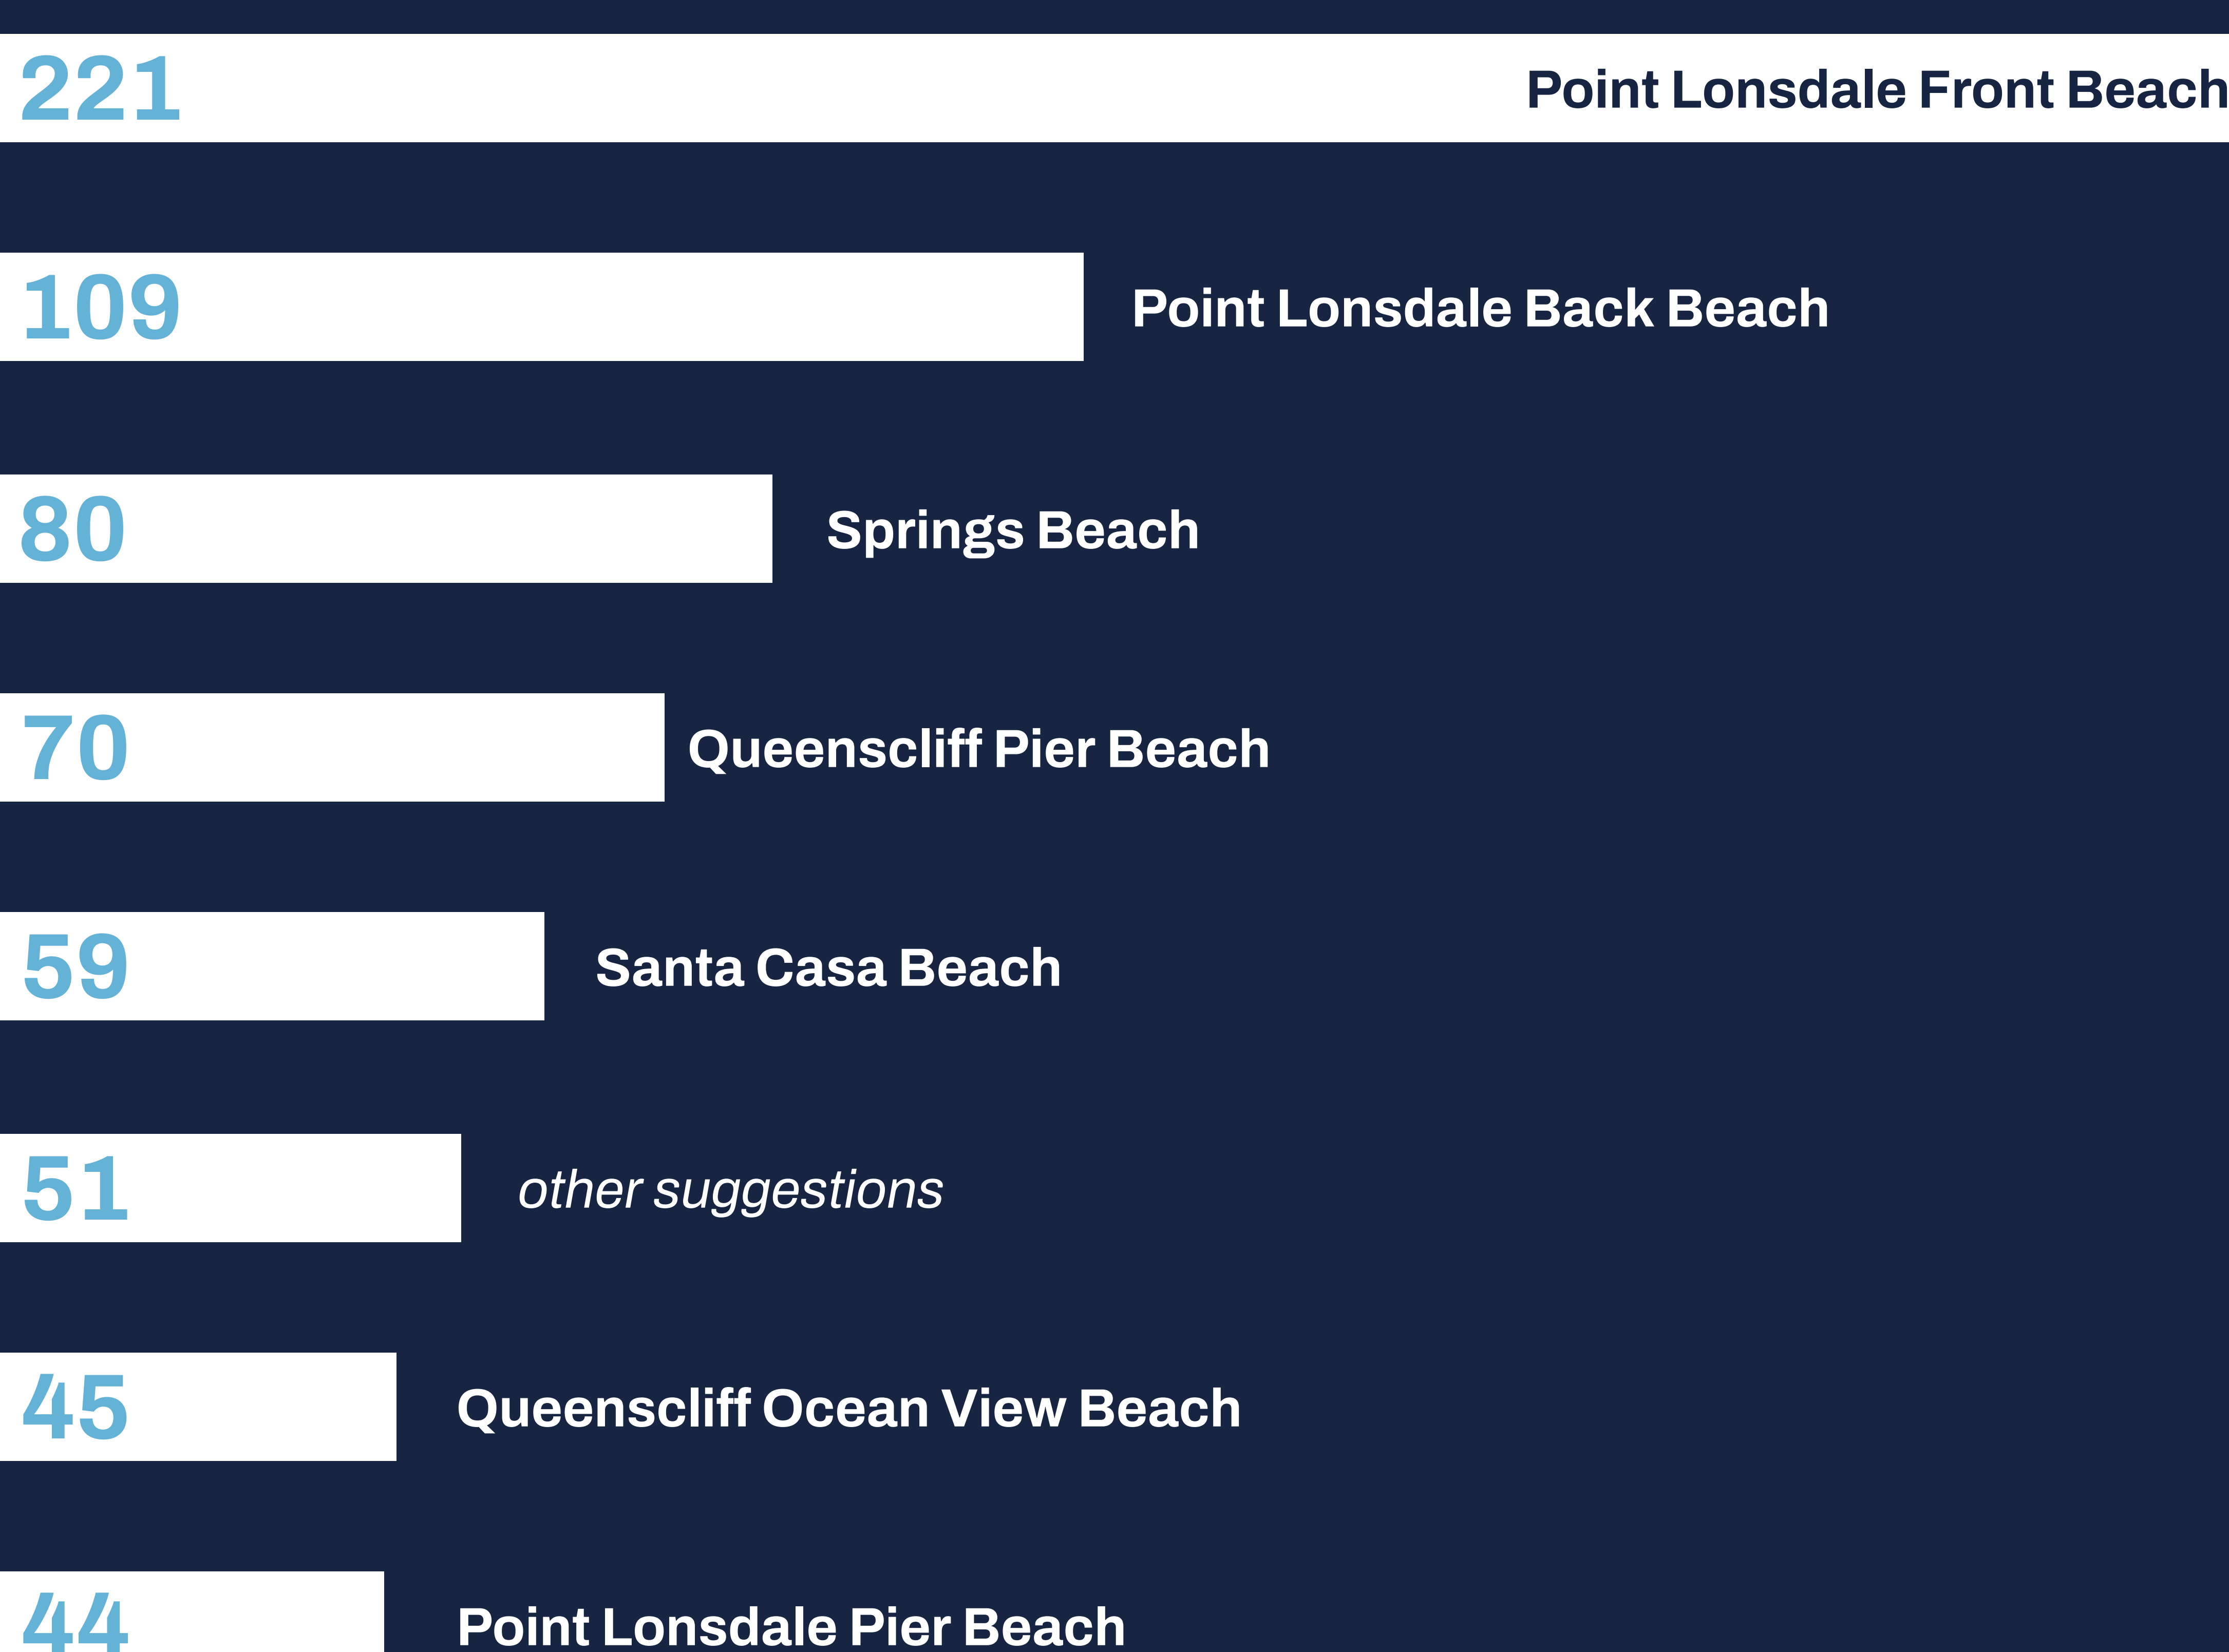 221 Point Lonsdale Front Beach
109 Point Lonsdale Back Beach
80 Springs Beach
70 Queenscliff Pier Beach
59 Santa Casa Beach
51 other suggestions
45 Queenscliff Ocean View Beach
44 Point Lonsdale Pier Beach